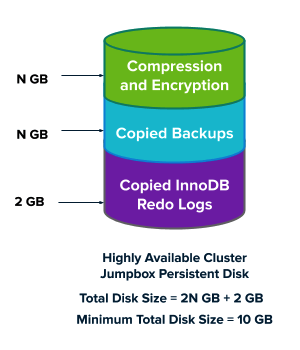 Compression
and Encryption
N GB
Copied Backups
N GB
Copied InnoDB
Redo Logs
2 GB
Highly Available Cluster
Jumpbox Persistent Disk
Total Disk Size = 2N GB + 2 GB
Minimum Total Disk Size = 10 GB